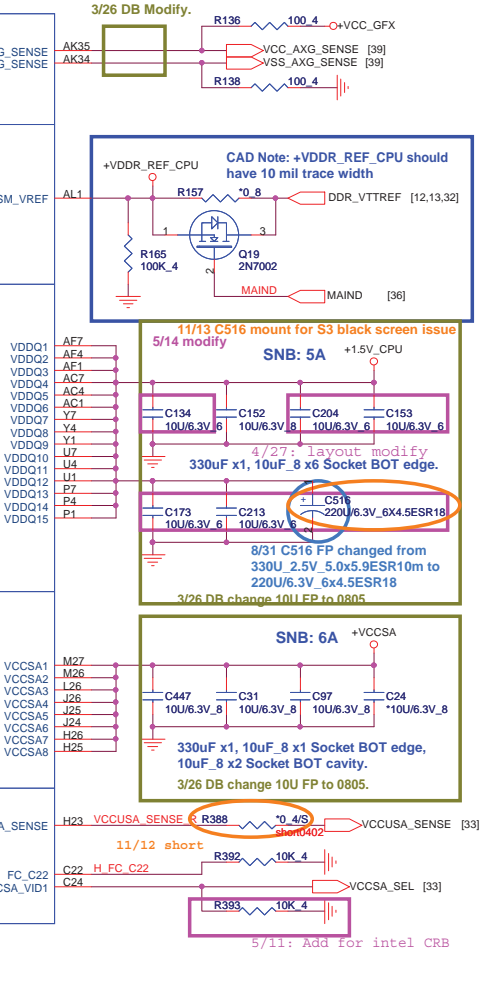 3/26 DB Modify.
R136 100_4 +VCC_GFX
G_SENSE AK35 VCC_AXG_SENSE [39]
G_SENSE AK34 VSS_AXG_SENSE [39]
R138 100_4
+VDDR_REF_CPU
CAD Note: +VDDR_REF_CPU should
have 10 mil trace width
SM_VREF AL1 R157 *0_8 DDR_VTTREF [12,13,32]
1 3
R165
100K_4
Q19
2N7002
2
MAIND MAIND [36]
11/13 C516 mount for S3 black screen issue
5/14 modify
SNB: 5A
+1.5V_CPU
VDDQ1 AF7
VDDQ2 AF4
VDDQ3 AF1
VDDQ4 AC7
VDDQ5 AC4
VDDQ6 AC1
VDDQ7 Y7
VDDQ8 Y4
VDDQ9 Y1
VDDQ10 U7
VDDQ11 U4
VDDQ12 U1
VDDQ13 P7
VDDQ14 P4
VDDQ15 P1
C134 C152 C204 C153
10U/6.3V_6 10U/6.3V_6 10U/6.3V_6 10U/6.3V_6
4/27: layout modify
330uF x1, 10uF_8 x6 Socket BOT edge.
C173 C213 + C516
10U/6.3V_6 10U/6.3V_6 220U/6.3V_6X4.5ESR18
1
2
8/31 C516 FP changed from
330U_2.5V_5.0x5.9ESR10m to
220U/6.3V_6x4.5ESR18
3/26 DB change 10U FP to 0805.
SNB: 6A
+VCCSA
VCCSA1 M27
VCCSA2 M26
VCCSA3 L26
VCCSA4 J26
VCCSA5 J25
VCCSA6 J24
VCCSA7 H26
VCCSA8 H25
C447 C31 C97 C24
10U/6.3V_8 10U/6.3V_8 10U/6.3V_8 *10U/6.3V_8
330uF x1, 10uF_8 x1 Socket BOT edge,
10uF_8 x2 Socket BOT cavity.
3/26 DB change 10U FP to 0805.
A_SENSE H23 VCCUSA_SENSE_R R388 *0_4/S VCCUSA_SENSE [33]
short0402
11/12 short
R392 10K_4
FC_C22 C22 H_FC_C22
CSA_VID1 C24 VCCSA_SEL [33]
R393 10K_4
5/11: Add for intel CRB